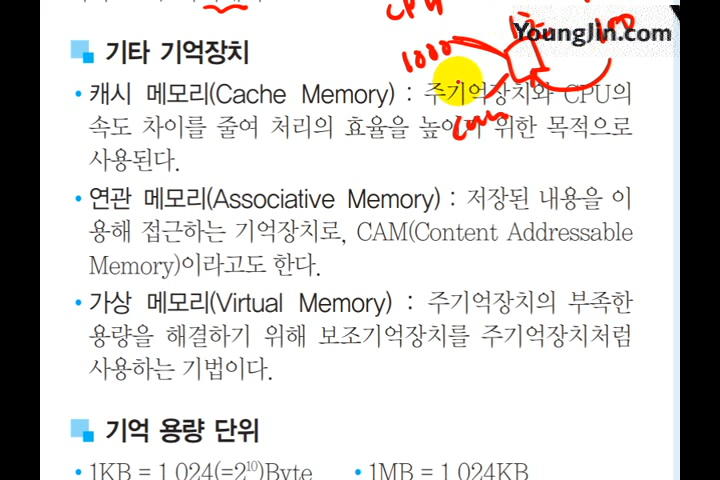 CPU
YoungJin.com
기타 기억장치
1000
• 캐시 메모리(Cache Memory) : 주기억장치와 CPU의
속도 차이를 줄여 처리의 효율을 높이기 위한 목적으로
사용된다.
• 연관 메모리(Associative Memory) : 저장된 내용을 이
용해 접근하는 기억장치로, CAM(Content Addressable
Memory)이라고도 한다.
• 가상 메모리(Virtual Memory) : 주기억장치의 부족한
용량을 해결하기 위해 보조기억장치를 주기억장치처럼
사용하는 기법이다.
기억 용량 단위
• 1KB = 1,024(=2¹⁰)Byte • 1MB = 1,024KB